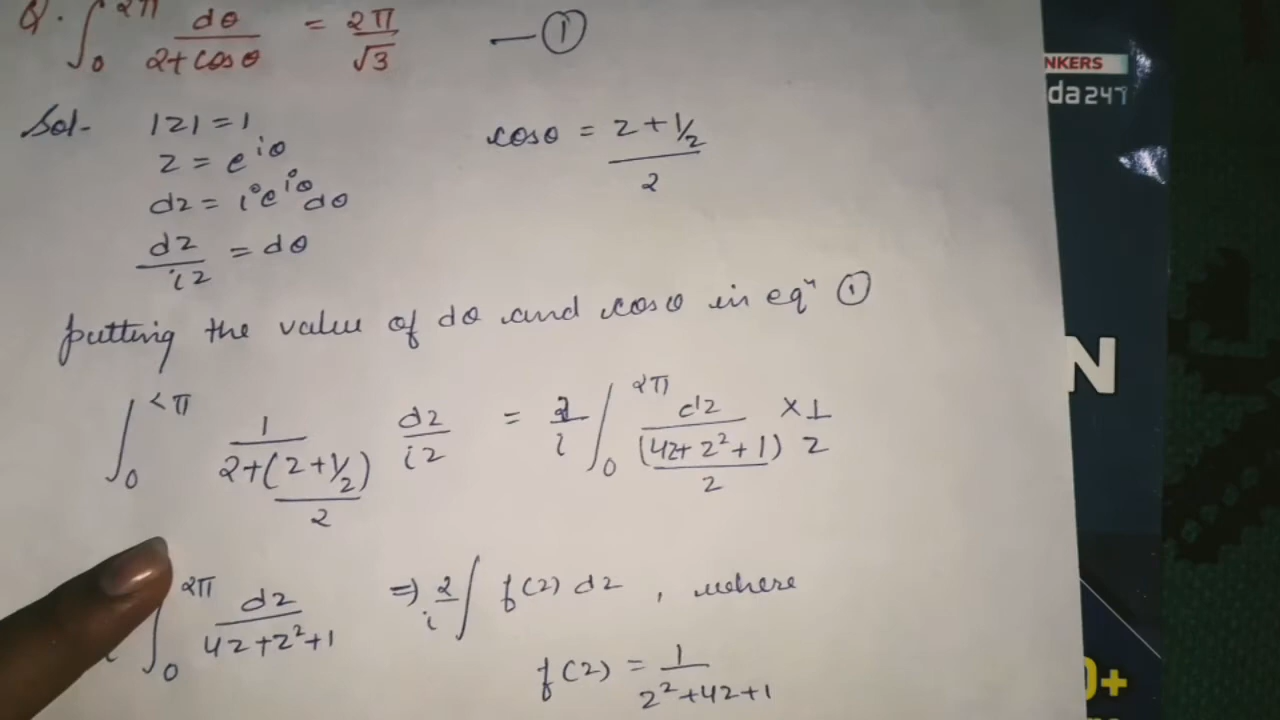 Q. ∫₀^2π dθ/(2+cosθ) = 2π/√3 — ①
Sol- |z|=1 cosθ = (z+1/z)/2
z = e^iθ
dz = ie^iθ dθ
dz/iz = dθ
putting the value of dθ and cosθ in eqⁿ ①
∫₀^2π 1/(2+(z+1/z)/2) dz/iz = 2/i ∫₀^2π dz/((4z+z²+1)/2) × 1/2
∫₀^2π dz/(4z+z²+1) ⇒ 2/i ∫ f(z) dz , where
f(z) = 1/(z²+4z+1)
NKERS
da247
N
0+